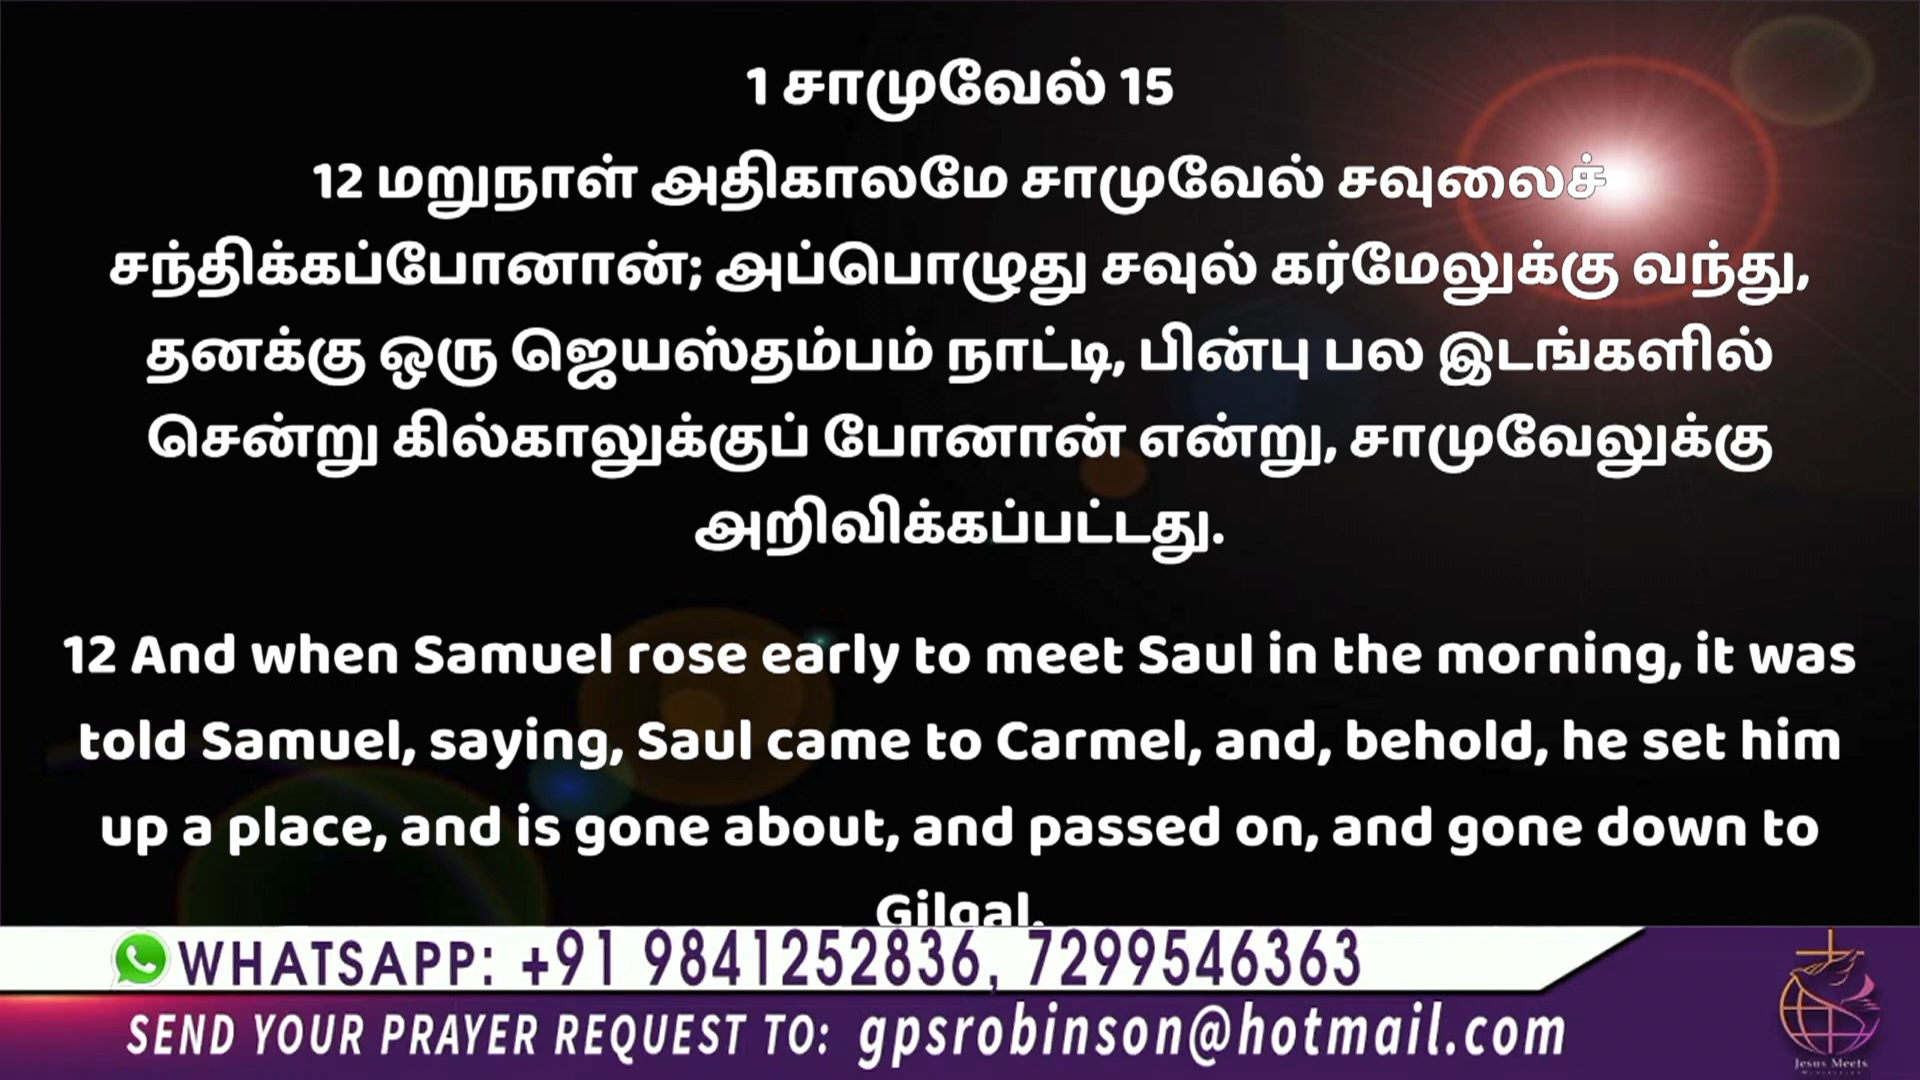 1 சாமுவேல் 15
12 மறுநாள் அதிகாலமே சாமுவேல் சவுலைச்
சந்திக்கப்போனான்; அப்பொழுது சவுல் கர்மேலுக்கு வந்து,
தனக்கு ஒரு ஜெயஸ்தம்பம் நாட்டி, பின்பு பல இடங்களில்
சென்று கில்காலுக்குப் போனான் என்று, சாமுவேலுக்கு
அறிவிக்கப்பட்டது.
12 And when Samuel rose early to meet Saul in the morning, it was
told Samuel, saying, Saul came to Carmel, and, behold, he set him
up a place, and is gone about, and passed on, and gone down to
Gilgal.
WHATSAPP: +91 9841252836, 7299546363
SEND YOUR PRAYER REQUEST TO: gpsrobinson@hotmail.com
Jesus Meets